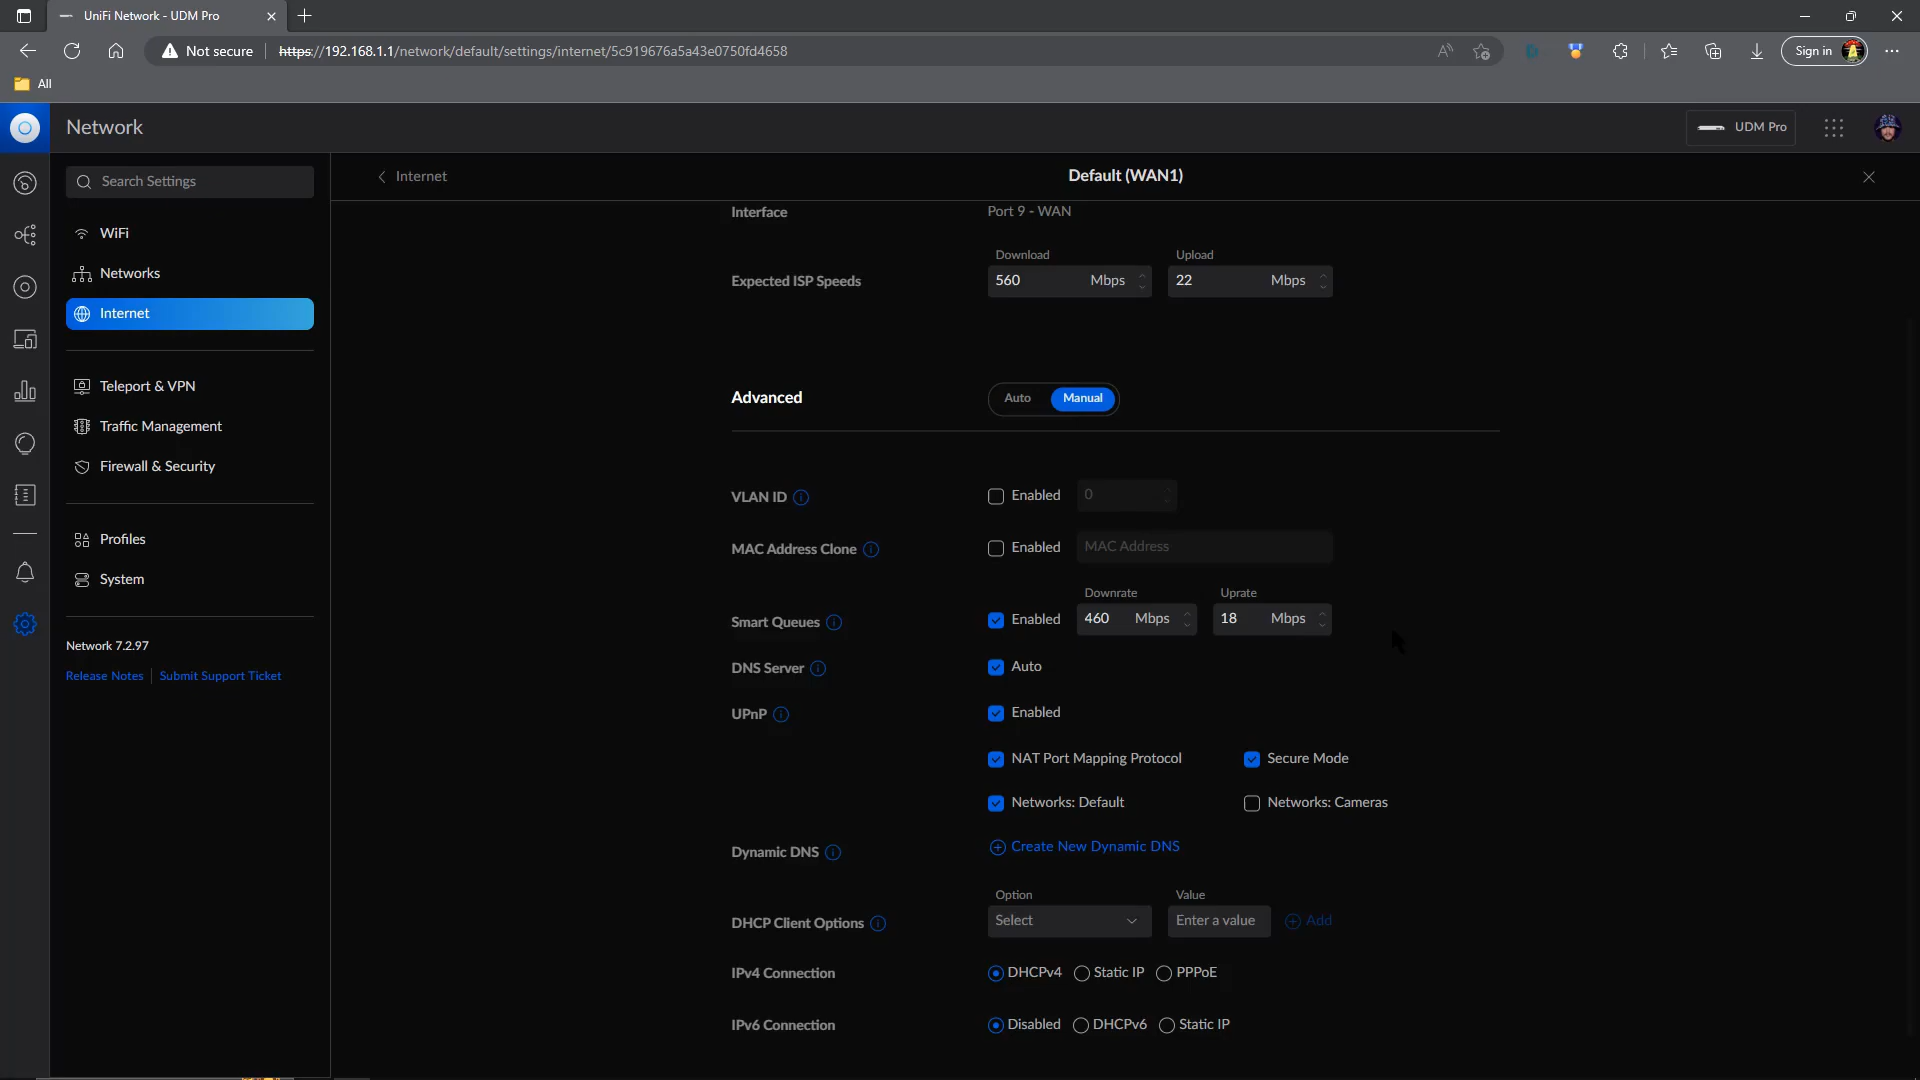 UniFi Network - UDM Pro
Not secure
https://192.168.1.1/network/default/settings/internet/5c919676a5a43e0750fd4658
Sign in
All
Network
UDM Pro
Search Settings
WiFi
Networks
Internet
Teleport & VPN
Traffic Management
Firewall & Security
Profiles
System
Network 7.2.97
Release Notes
Submit Support Ticket
Internet
Default (WAN1)
Interface
Port 9 - WAN
Download
Upload
Expected ISP Speeds
560 Mbps
22 Mbps
Advanced
Auto
Manual
VLAN ID
Enabled
0
MAC Address Clone
Enabled
MAC Address
Downrate
Uprate
Smart Queues
Enabled
460 Mbps
18 Mbps
DNS Server
Auto
UPnP
Enabled
NAT Port Mapping Protocol
Secure Mode
Networks: Default
Networks: Cameras
Dynamic DNS
Create New Dynamic DNS
Option
Value
DHCP Client Options
Select
Enter a value
Add
IPv4 Connection
DHCPv4
Static IP
PPPoE
IPv6 Connection
Disabled
DHCPv6
Static IP